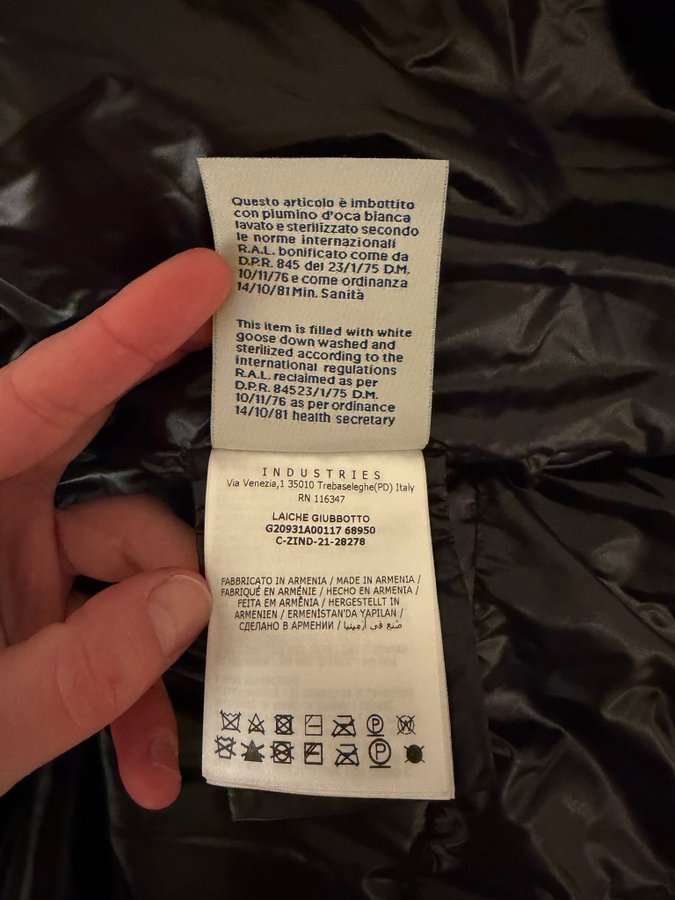 Questo articolo è imbottito
con piumino d'oca bianca
lavato e sterilizzato secondo
le norme internazionali
R.A.L. bonificato come da
D.P.R. 845 del 23/1/75 D.M.
10/11/76 e come ordinanza
14/10/81 Min. Sanità
This item is filled with white
goose down washed and
sterilized according to the
international regulations
R.A.L. reclaimed as per
D.P.R. 84523/1/75 D.M.
10/11/76 as per ordinance
14/10/81 health secretary
INDUSTRIES
Via Venezia,1 35010 Trebaseleghe(PD) Italy
RN 116347
LAICHE GIUBBOTTO
G20931A00117 68950
C-ZIND-21-28278
FABBRICATO IN ARMENIA / MADE IN ARMENIA /
FABRIQUÉ EN ARMÉNIE / HECHO EN ARMENIA /
FEITA EM ARMÊNIA / HERGESTELLT IN
ARMENIEN / ERMENİSTAN'DA YAPILAN /
СДЕЛАНО В АРМЕНИИ / صُنع في أرمينيا
P
P